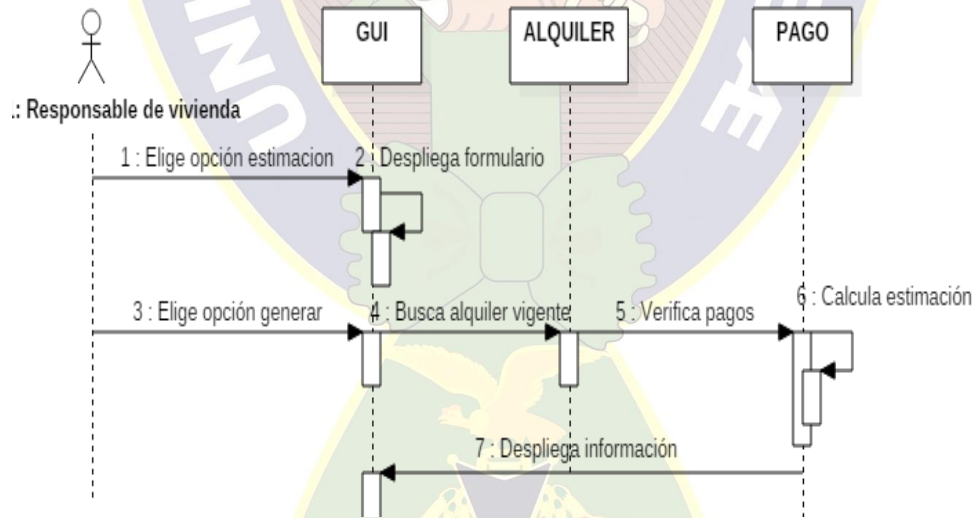 GUI
ALQUILER
PAGO
.: Responsable de vivienda
1 : Elige opción estimacion
2 : Despliega formulario
3 : Elige opción generar
4 : Busca alquiler vigente
5 : Verifica pagos
6 : Calcula estimación
7 : Despliega información
UNI